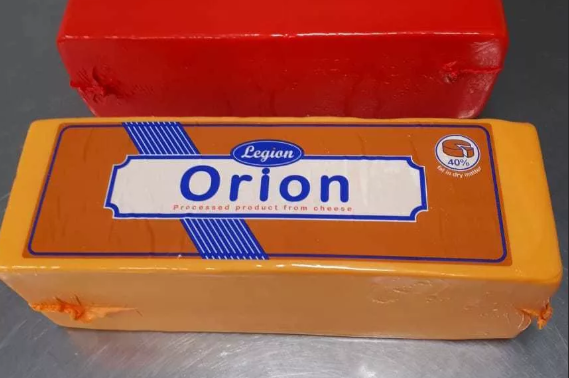 Legion
Orion
Processed product from cheese
40%
fat in dry matter